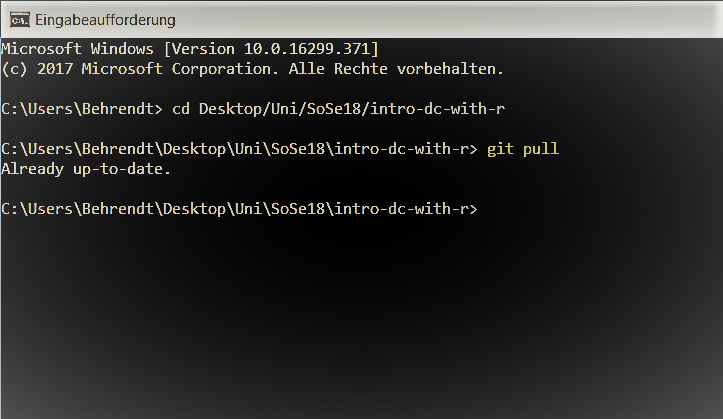 Eingabeaufforderung
Microsoft Windows [Version 10.0.16299.371]
(c) 2017 Microsoft Corporation. Alle Rechte vorbehalten.
C:\Users\Behrendt> cd Desktop/Uni/SoSe18/intro-dc-with-r
C:\Users\Behrendt\Desktop\Uni\SoSe18\intro-dc-with-r> git pull
Already up-to-date.
C:\Users\Behrendt\Desktop\Uni\SoSe18\intro-dc-with-r>